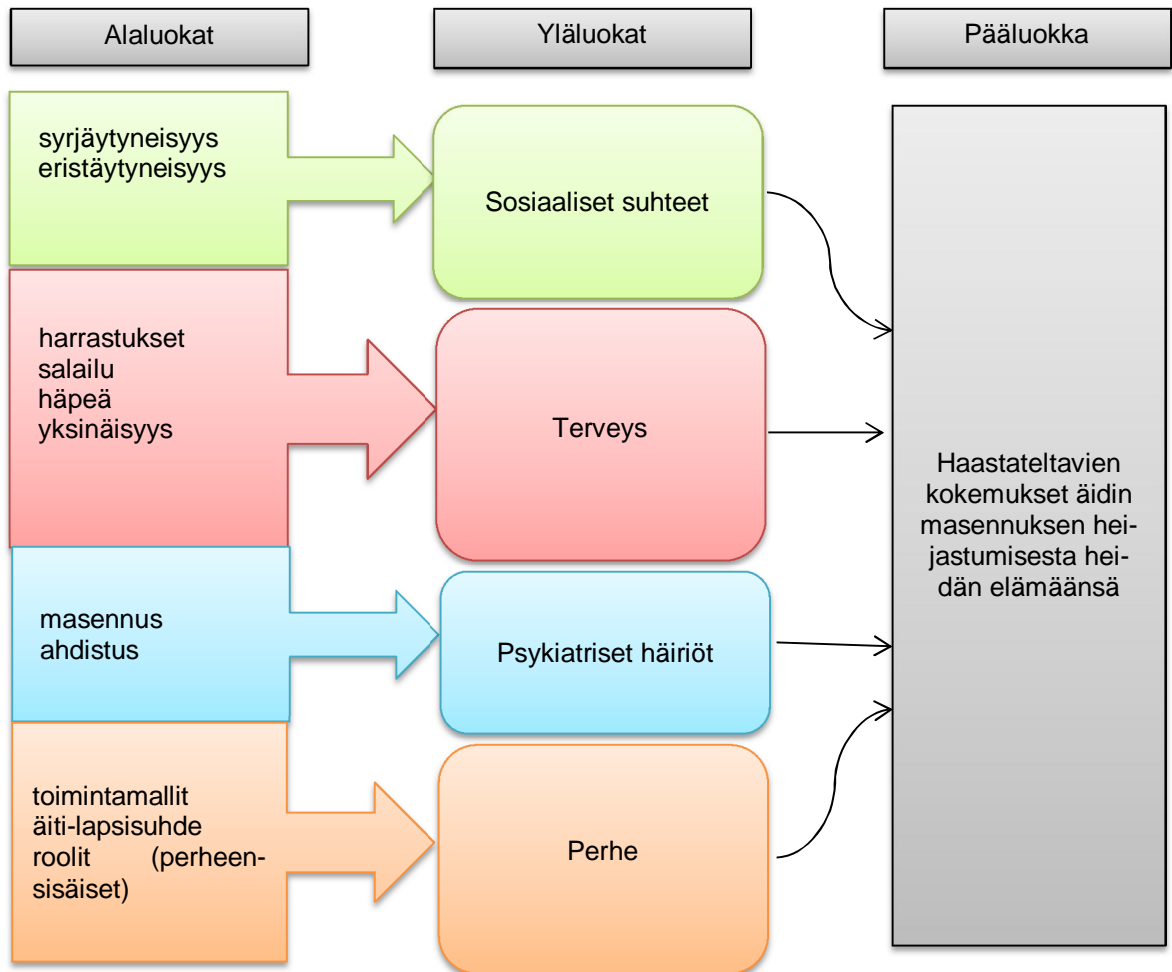 Alaluokat
Yläluokat
Pääluokka
syrjäytyneisyys
eristäytyneisyys
Sosiaaliset suhteet
harrastukset
salailu
häpeä
yksinäisyys
Terveys
masennus
ahdistus
Psykiatriset häiriöt
toimintamallit
äiti-lapsisuhde
roolit (perheen-
sisäiset)
Perhe
Haastateltavien
kokemukset äidin
masennuksen hei-
jastumisesta hei-
dän elämäänsä